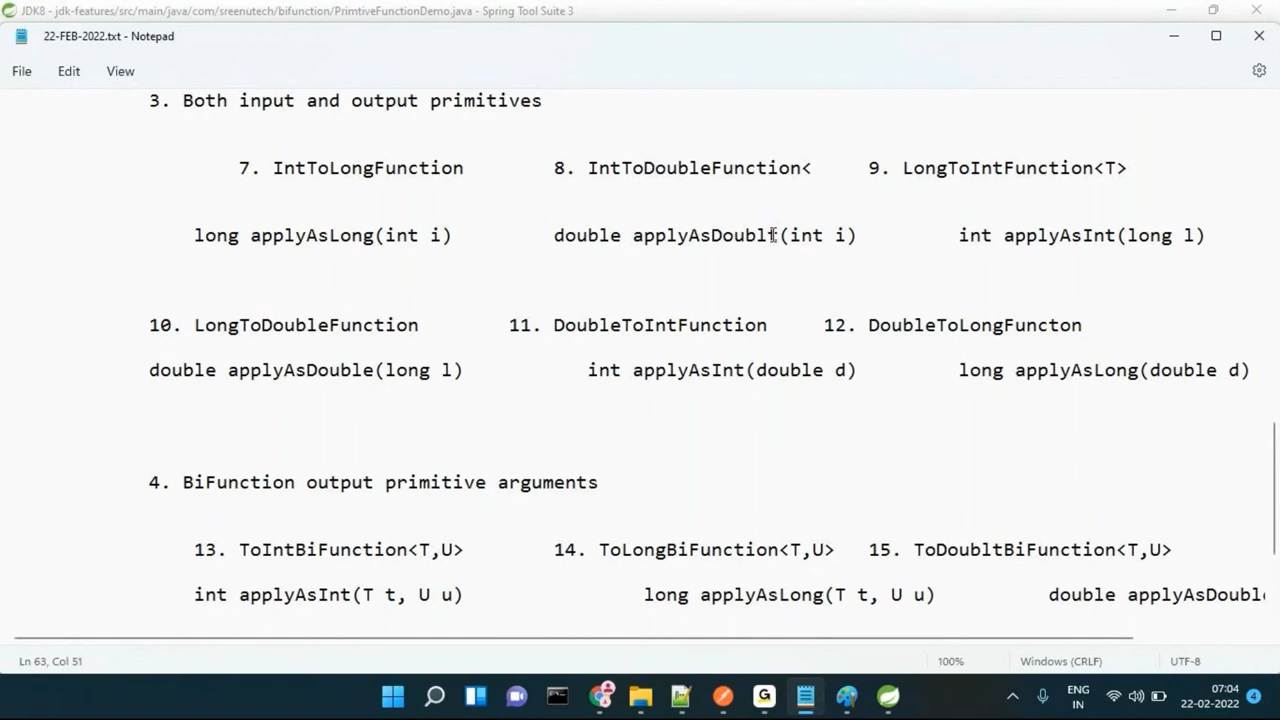 JDK8 - jdk-features/src/main/java/com/sreenutech/bifunction/PrimtiveFunctionDemo.java - Spring Tool Suite 3
22-FEB-2022.txt - Notepad
File Edit View
3. Both input and output primitives
7. IntToLongFunction 8. IntToDoubleFunction< 9. LongToIntFunction<T>
long applyAsLong(int i) double applyAsDoublt(int i) int applyAsInt(long l)
10. LongToDoubleFunction 11. DoubleToIntFunction 12. DoubleToLongFuncton
double applyAsDouble(long l) int applyAsInt(double d) long applyAsLong(double d)
4. BiFunction output primitive arguments
13. ToIntBiFunction<T,U> 14. ToLongBiFunction<T,U> 15. ToDoubltBiFunction<T,U>
int applyAsInt(T t, U u) long applyAsLong(T t, U u) double applyAsDoubl
Ln 63, Col 51 100% Windows (CRLF) UTF-8
ENG 07:04
IN 22-02-2022 4